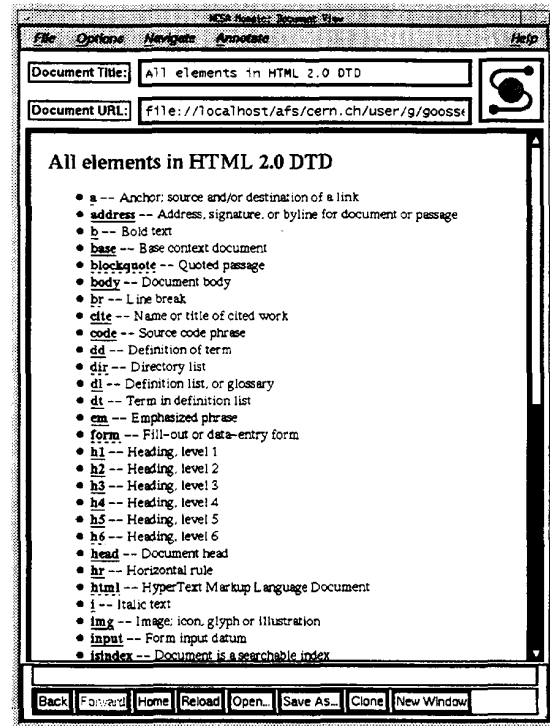 NCSA Mosaic: Document View
File Options Navigate Annotate Help
Document Title: All elements in HTML 2.0 DTD
Document URL: file://localhost/afs/cern.ch/user/g/goosse
All elements in HTML 2.0 DTD
• a -- Anchor; source and/or destination of a link
• address -- Address, signature, or byline for document or passage
• b -- Bold text
• base -- Base context document
• blockquote -- Quoted passage
• body -- Document body
• br -- Line break
• cite -- Name or title of cited work
• code -- Source code phrase
• dd -- Definition of term
• dir -- Directory list
• dl -- Definition list, or glossary
• dt -- Term in definition list
• em -- Emphasized phrase
• form -- Fill-out or data-entry form
• h1 -- Heading, level 1
• h2 -- Heading, level 2
• h3 -- Heading, level 3
• h4 -- Heading, level 4
• h5 -- Heading, level 5
• h6 -- Heading, level 6
• head -- Document head
• hr -- Horizontal rule
• html -- HyperText Markup Language Document
• i -- Italic text
• img -- Image; icon, glyph or illustration
• input -- Form input datum
• isindex -- Document is a searchable index
Back Forward Home Reload Open... Save As... Clone New Window